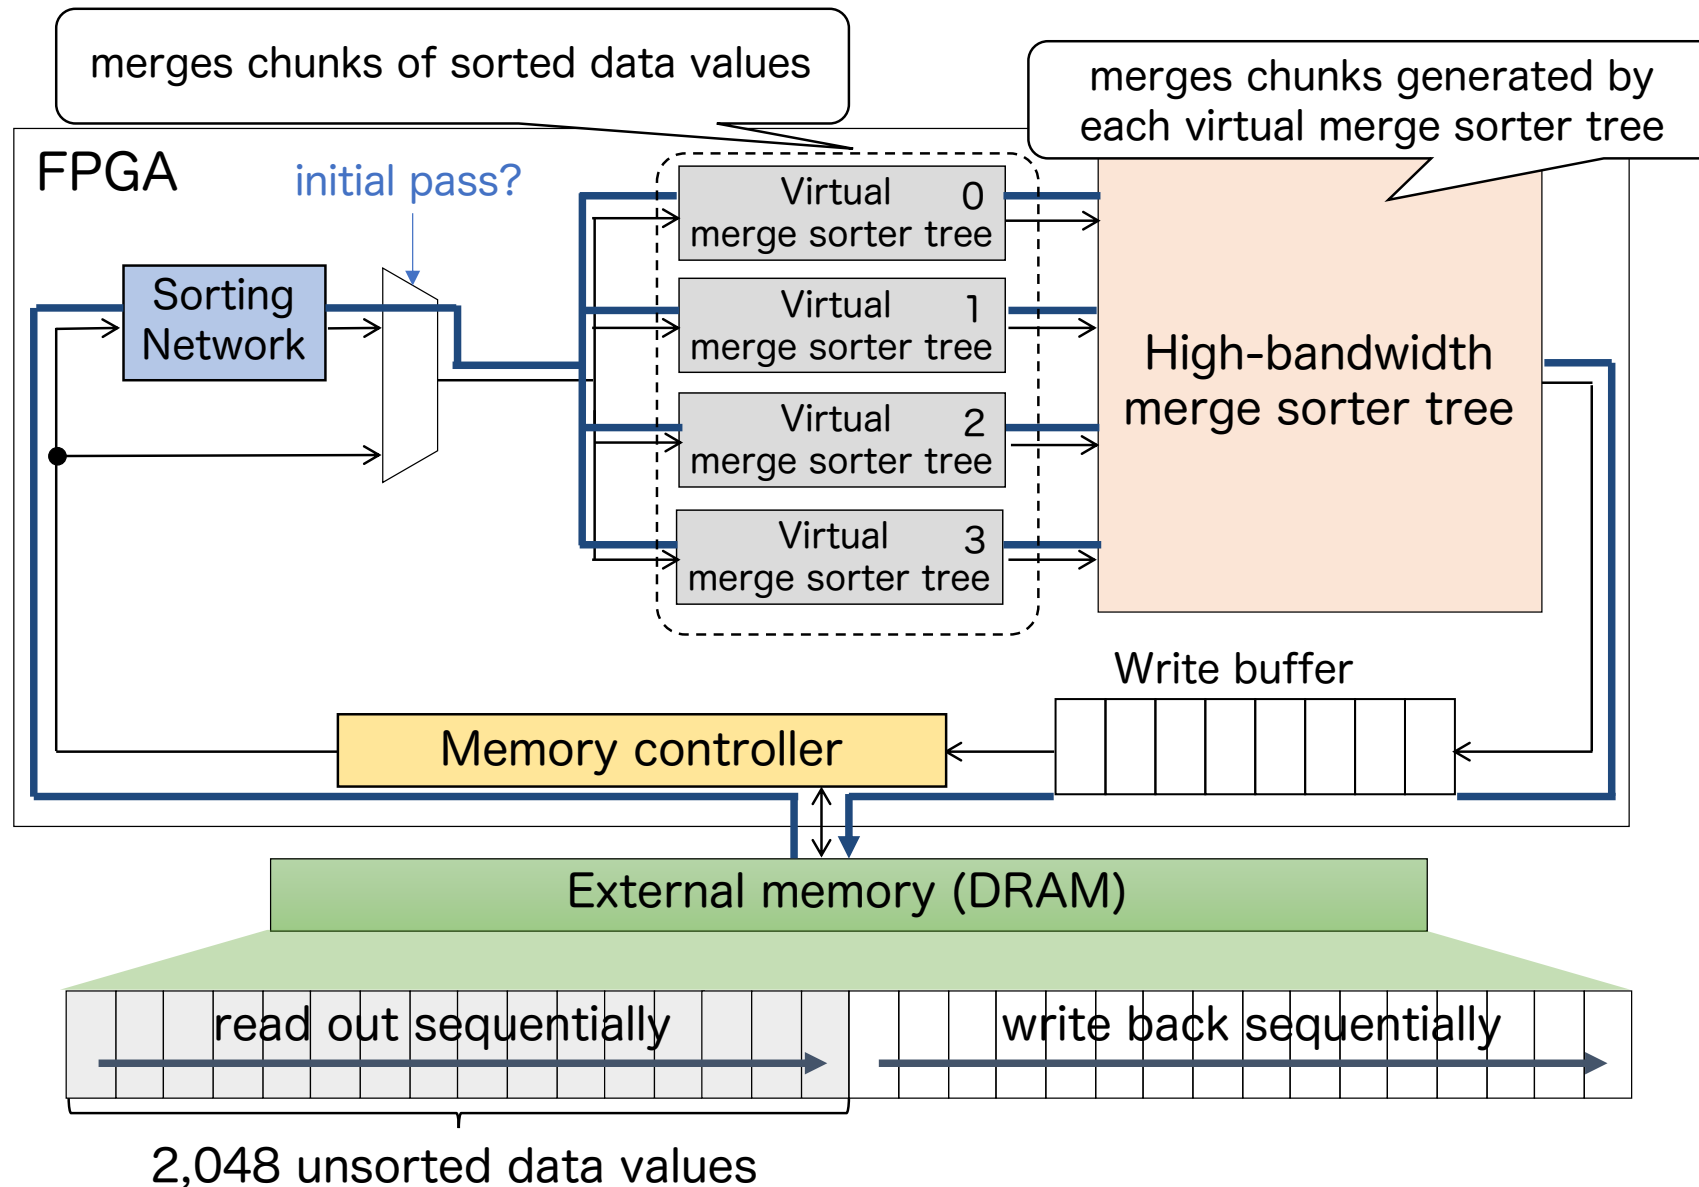 merges chunks of sorted data values
merges chunks generated by
each virtual merge sorter tree
FPGA
initial pass?
Sorting
Network
Virtual 0
merge sorter tree
Virtual 1
merge sorter tree
Virtual 2
merge sorter tree
Virtual 3
merge sorter tree
High-bandwidth
merge sorter tree
Write buffer
Memory controller
External memory (DRAM)
read out sequentially
write back sequentially
2,048 unsorted data values